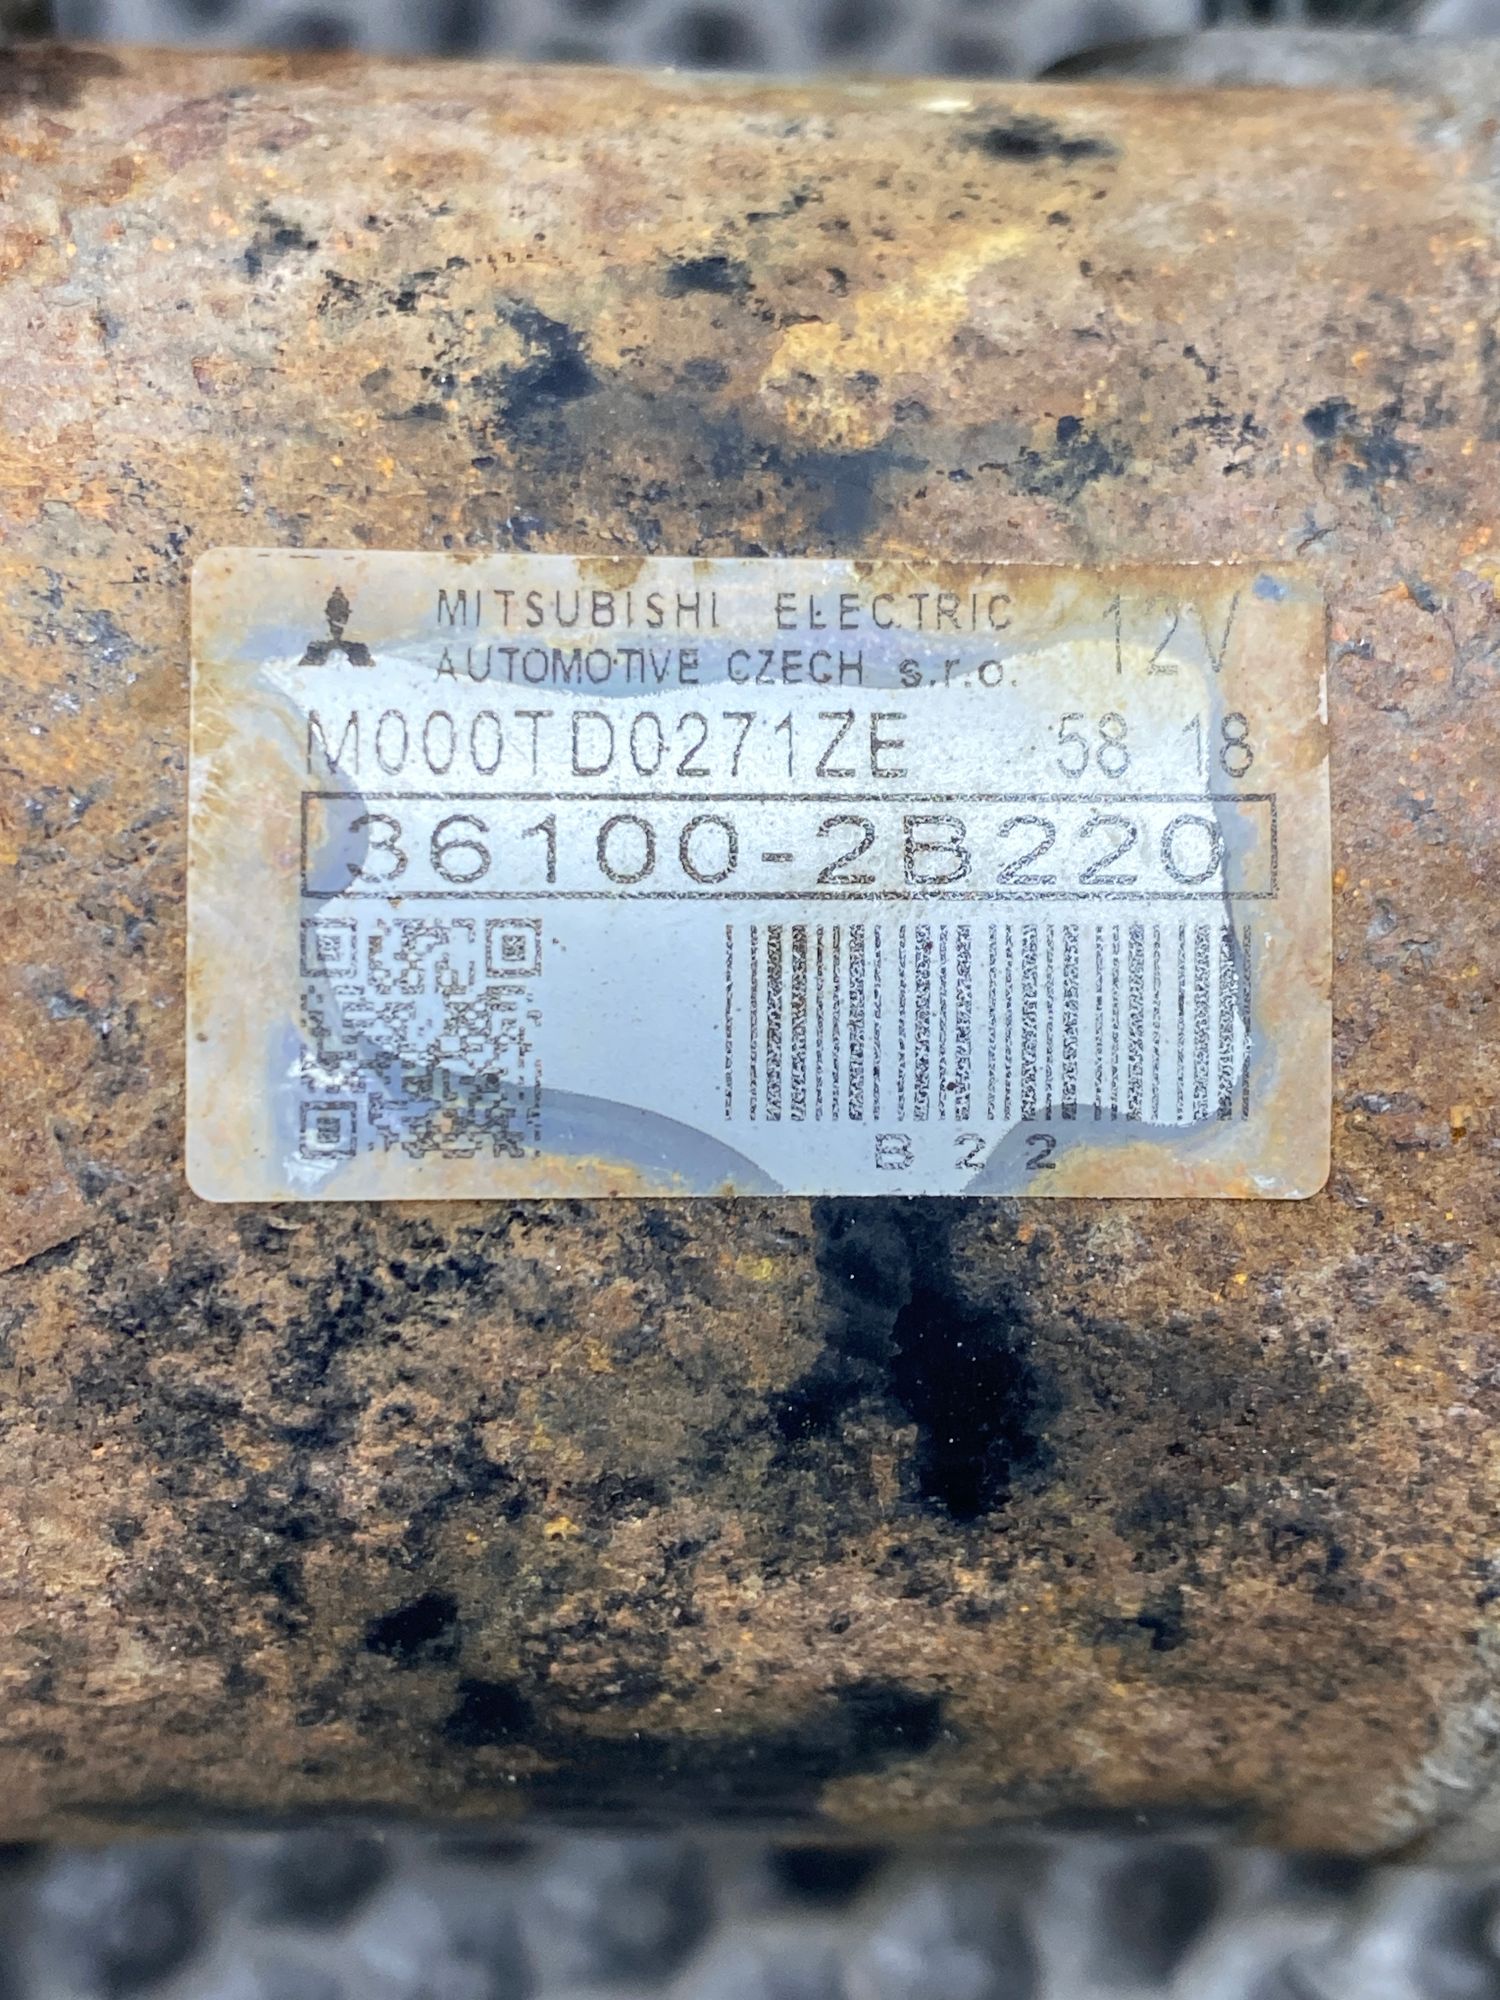 MITSUBISHI ELECTRIC 12V
AUTOMOTIVE CZECH s.r.o.
M000TD0271ZE 58 18
36100-2B220
B22